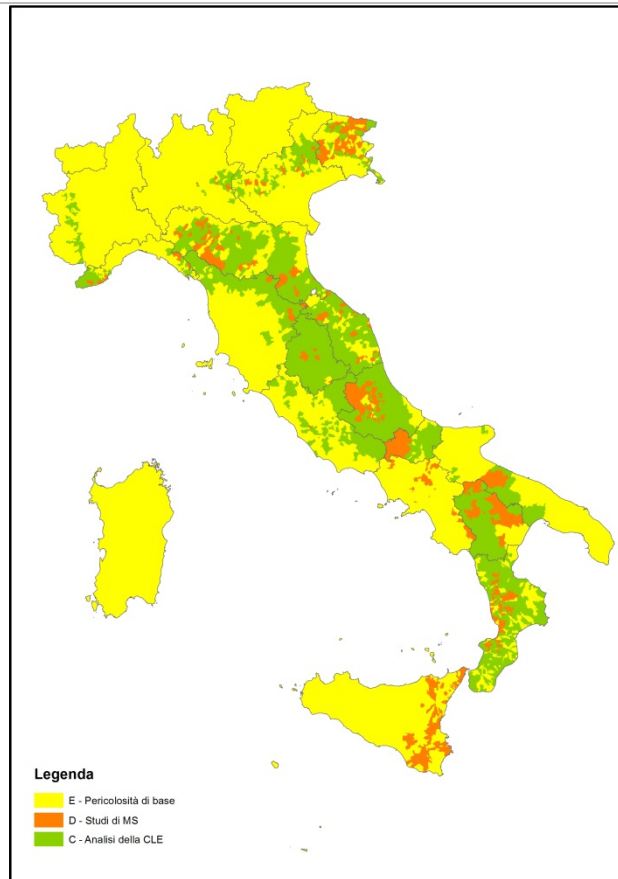 Legenda
E - Pericolosità di base
D - Studi di MS
C - Analisi della CLE